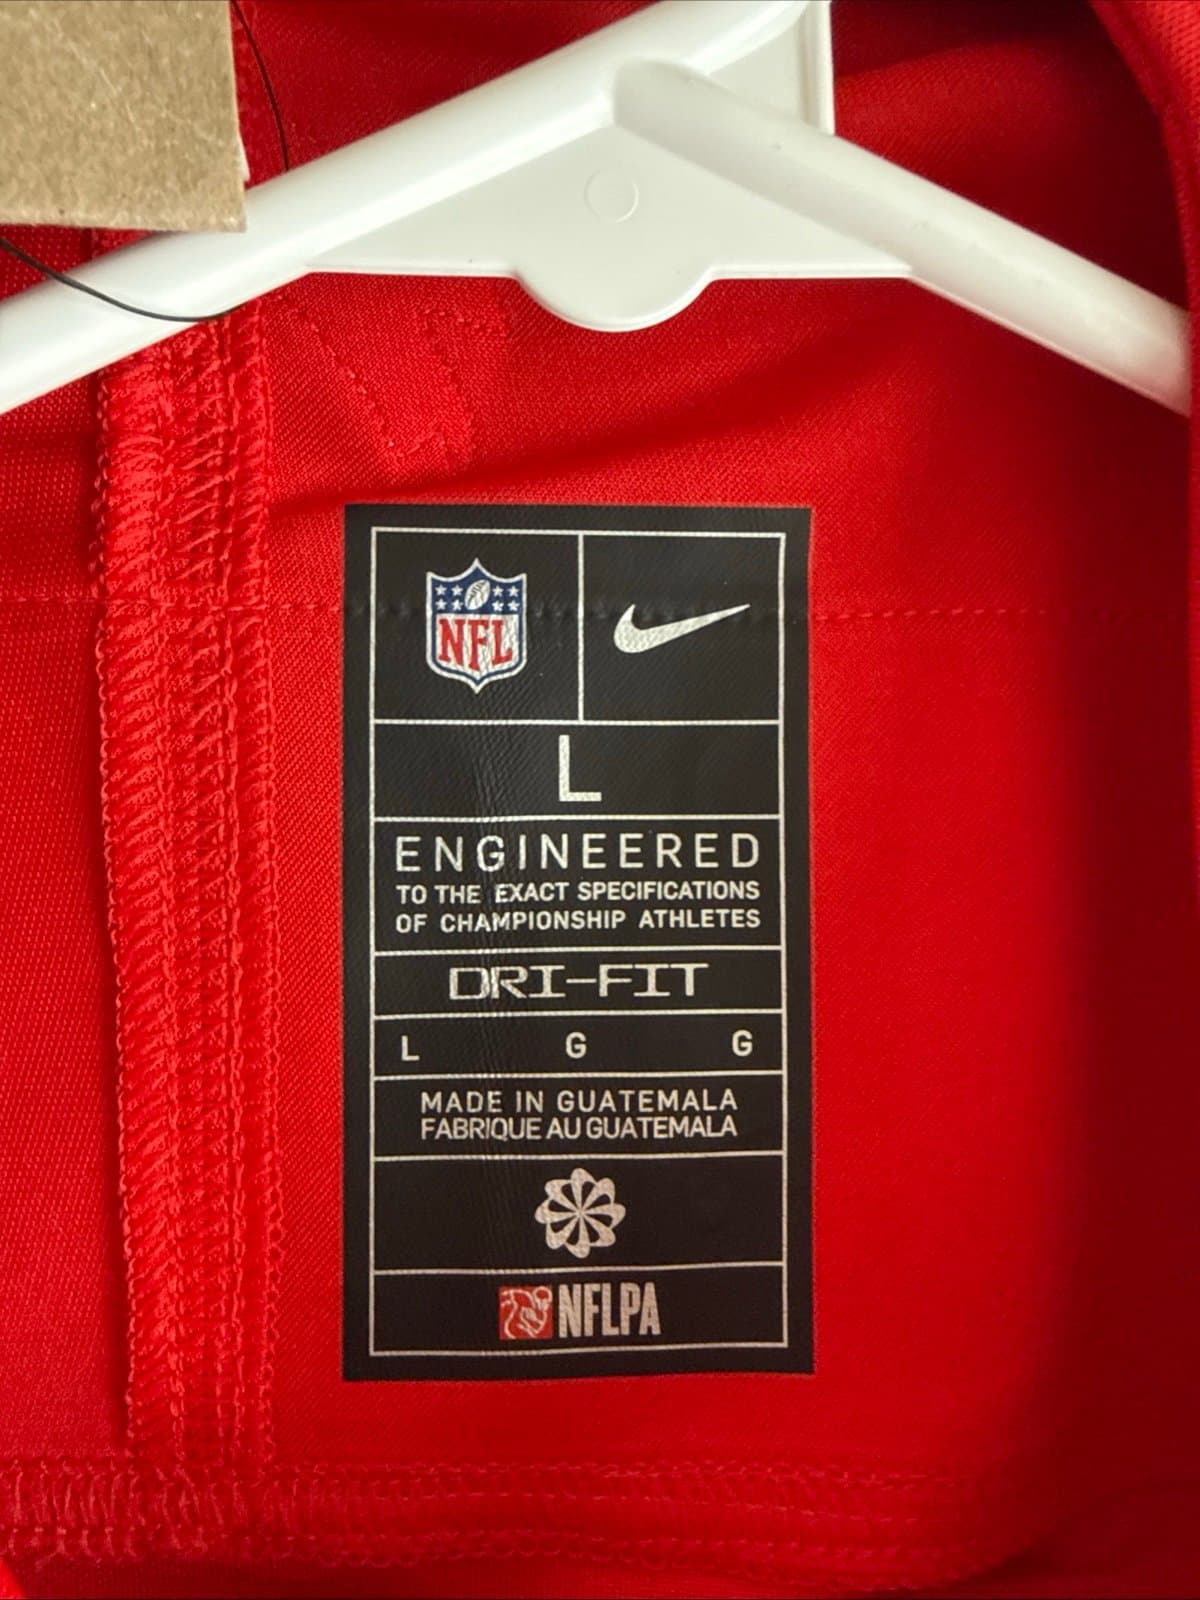 NFL
L
ENGINEERED
TO THE EXACT SPECIFICATIONS
OF CHAMPIONSHIP ATHLETES
DRI-FIT
L G G
MADE IN GUATEMALA
FABRIQUE AU GUATEMALA
NFLPA